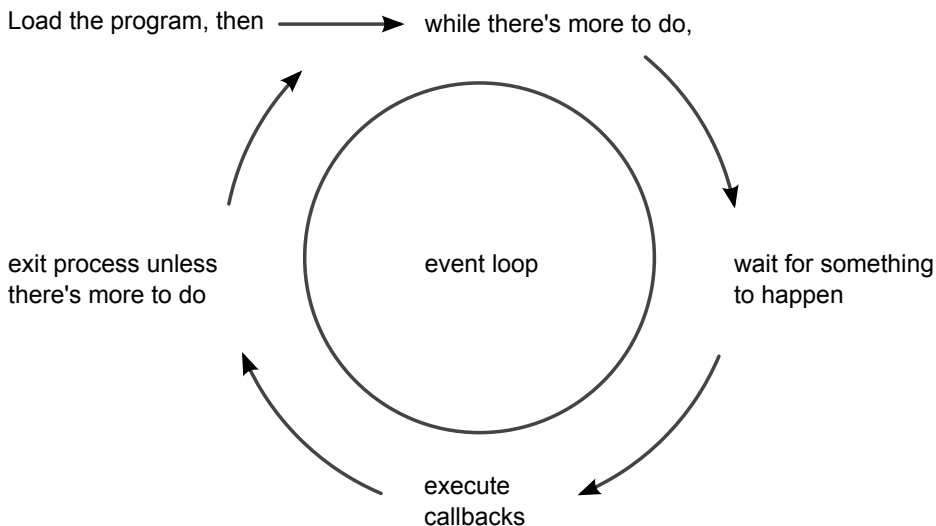 Load the program, then
while there's more to do,
wait for something
to happen
execute
callbacks
exit process unless
there's more to do
event loop